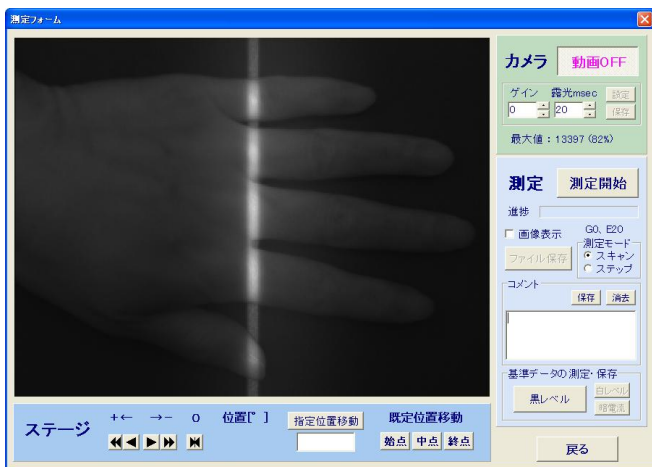 測定フォーム
カメラ 動画OFF
ゲイン 露光msec 設定
0 20 保存
最大値：13397 (82%)
測定 測定開始
進捗
画像表示 G0、E20
ファイル保存 測定モード
スキャン
ステップ
コメント
保存 消去
基準データの測定・保存
黒レベル 白レベル
暗電流
戻る
ステージ
+← →- 0 位置[°] 指定位置移動 既定位置移動
始点 中点 終点